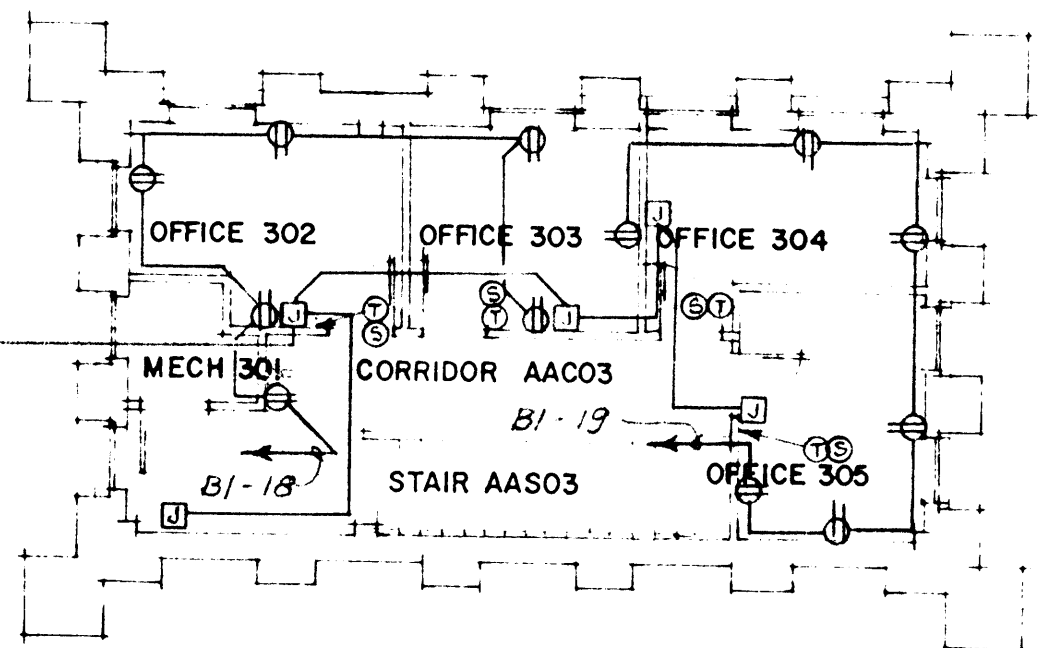 J
OFFICE 302
OFFICE 303
OFFICE 304
J
J
T
S
S
T
S
T
MECH 301
CORRIDOR AAC03
J
B1-19
T
S
B1-18
STAIR AAS03
OFFICE 305
J